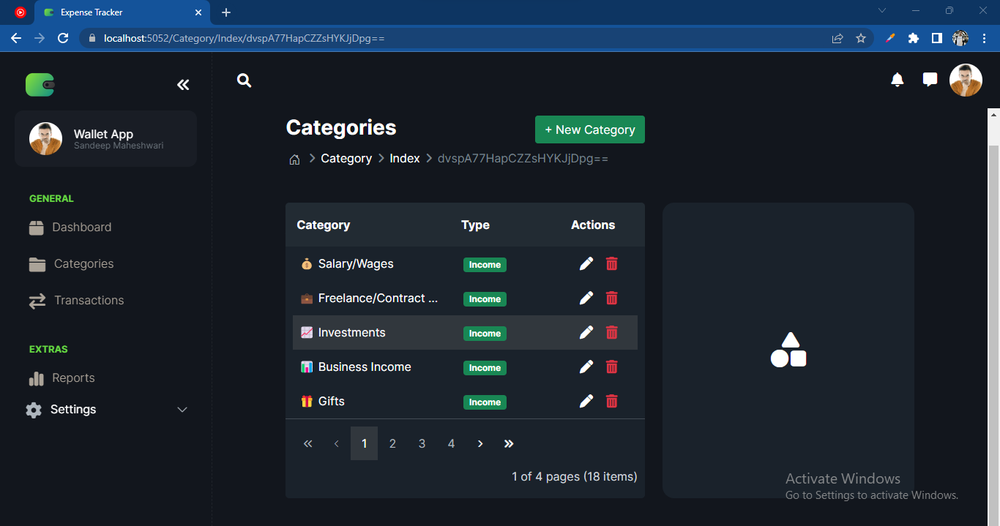 Expense Tracker
localhost:5052/Category/Index/dvspA77HapCZZsHYKJjDpg==
Wallet App
Sandeep Maheshwari
GENERAL
Dashboard
Categories
Transactions
EXTRAS
Reports
Settings
Categories
+ New Category
Category Index dvspA77HapCZZsHYKJjDpg==
Category Type Actions
Salary/Wages Income
Freelance/Contract ... Income
Investments Income
Business Income Income
Gifts Income
1 2 3 4
1 of 4 pages (18 items)
Activate Windows
Go to Settings to activate Windows.